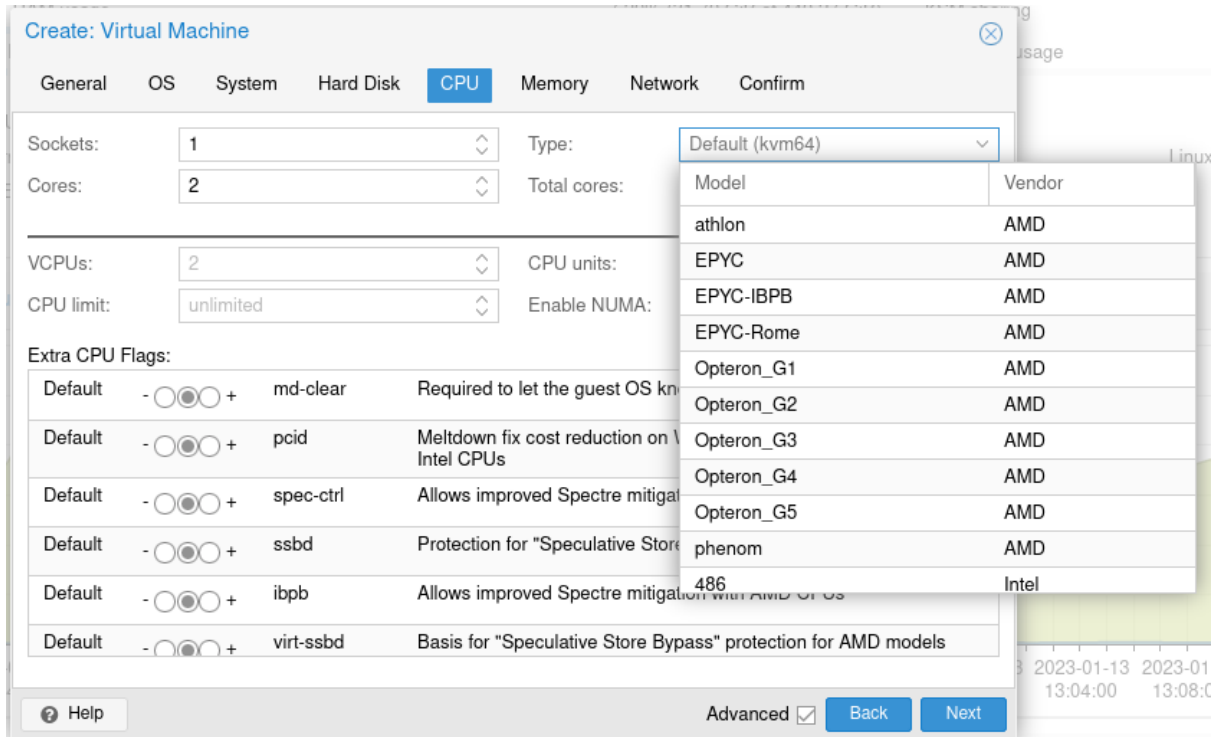 Create: Virtual Machine
usage
General OS System Hard Disk CPU Memory Network Confirm
Sockets: 1 Type: Default (kvm64)
Linux
Cores: 2 Total cores:
Model Vendor
athlon AMD
EPYC AMD
EPYC-IBPB AMD
EPYC-Rome AMD
Opteron_G1 AMD
Opteron_G2 AMD
Opteron_G3 AMD
Opteron_G4 AMD
Opteron_G5 AMD
phenom AMD
486 Intel
VCPUs: 2 CPU units:
CPU limit: unlimited Enable NUMA:
Extra CPU Flags:
Default - + md-clear Required to let the guest OS kn
Default - + pcid Meltdown fix cost reduction on
Intel CPUs
Default - + spec-ctrl Allows improved Spectre mitigat
Default - + ssbd Protection for "Speculative Store
Default - + ibpb Allows improved Spectre mitigation with AMD CPUs
Default - + virt-ssbd Basis for "Speculative Store Bypass" protection for AMD models
2023-01-13 2023-01
13:04:00 13:08:0
Help Advanced Back Next